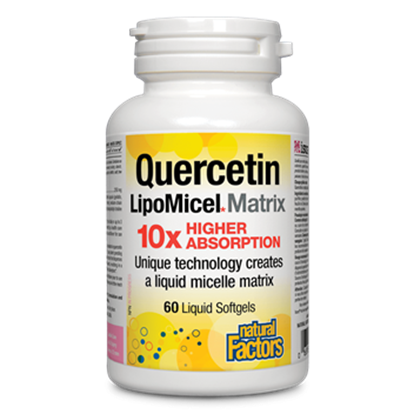 Quercetin
LipoMicel Matrix
10x HIGHER
ABSORPTION
Unique technology creates
a liquid micelle matrix
60 Liquid Softgels
natural
Factors